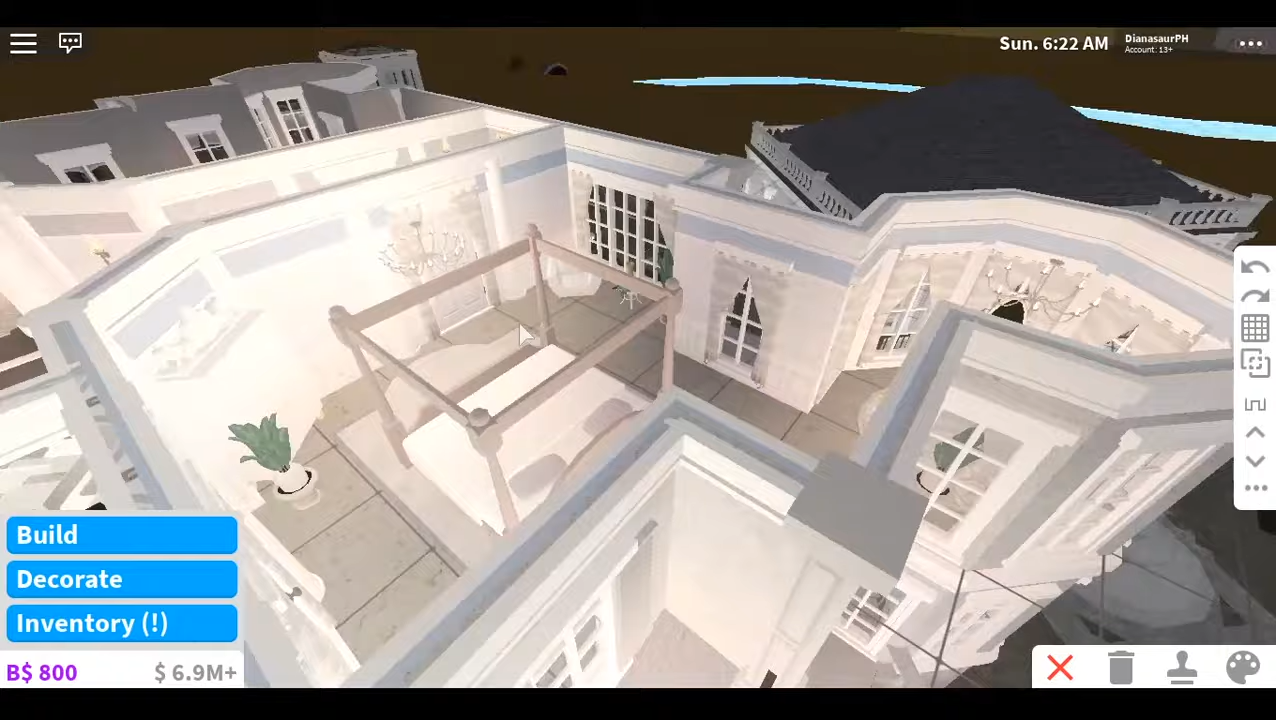 Sun. 6:22 AM
DianasaurPH
Account: 13+
Build
Decorate
Inventory (!)
B$ 800
$ 6.9M+